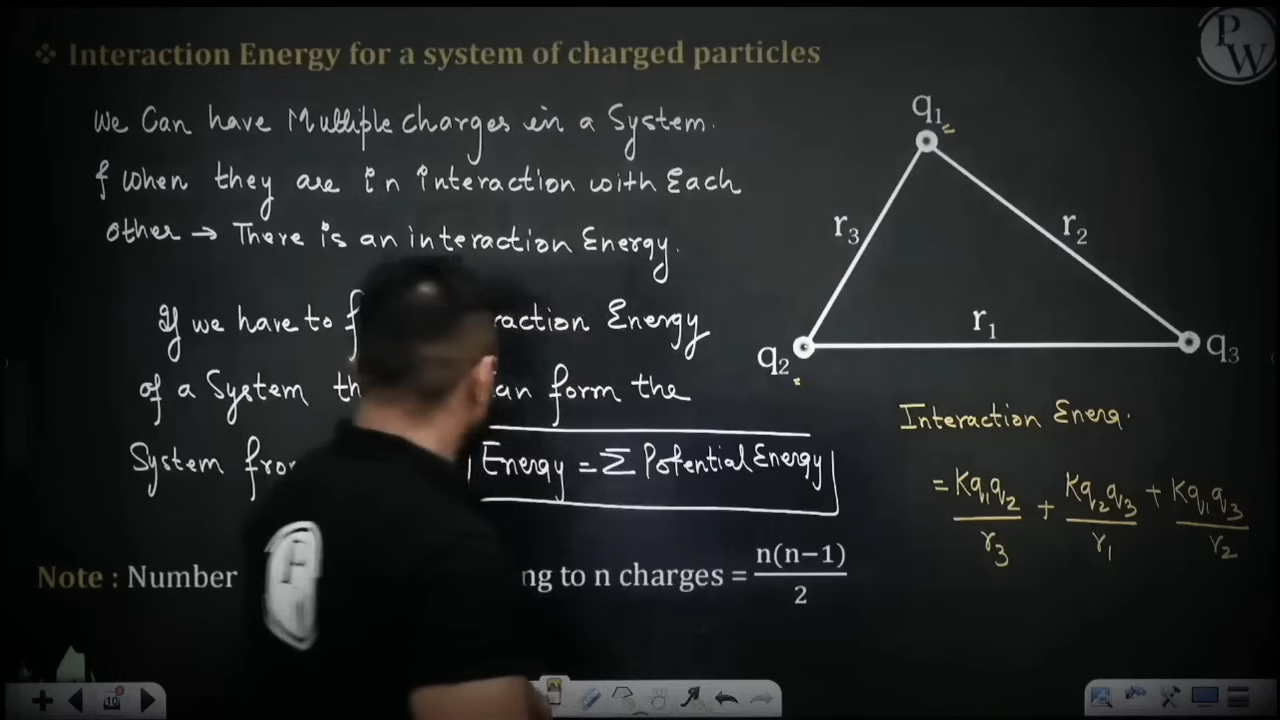 ❖ Interaction Energy for a system of charged particles
PW
We Can have Multiple charges in a System.
& when they are in interaction with Each
other → There is an interaction Energy.
If we have to raction Energy
of a System an form the
System Energy = Σ Potential Energy
Note : Number ng to n charges = n(n−1)/2
q₁
r₃
r₂
r₁
q₂
q₃
Interaction Energ.
= Kq₁q₂/r₃ + Kq₂q₃/r₁ + Kq₁q₃/r₂
10